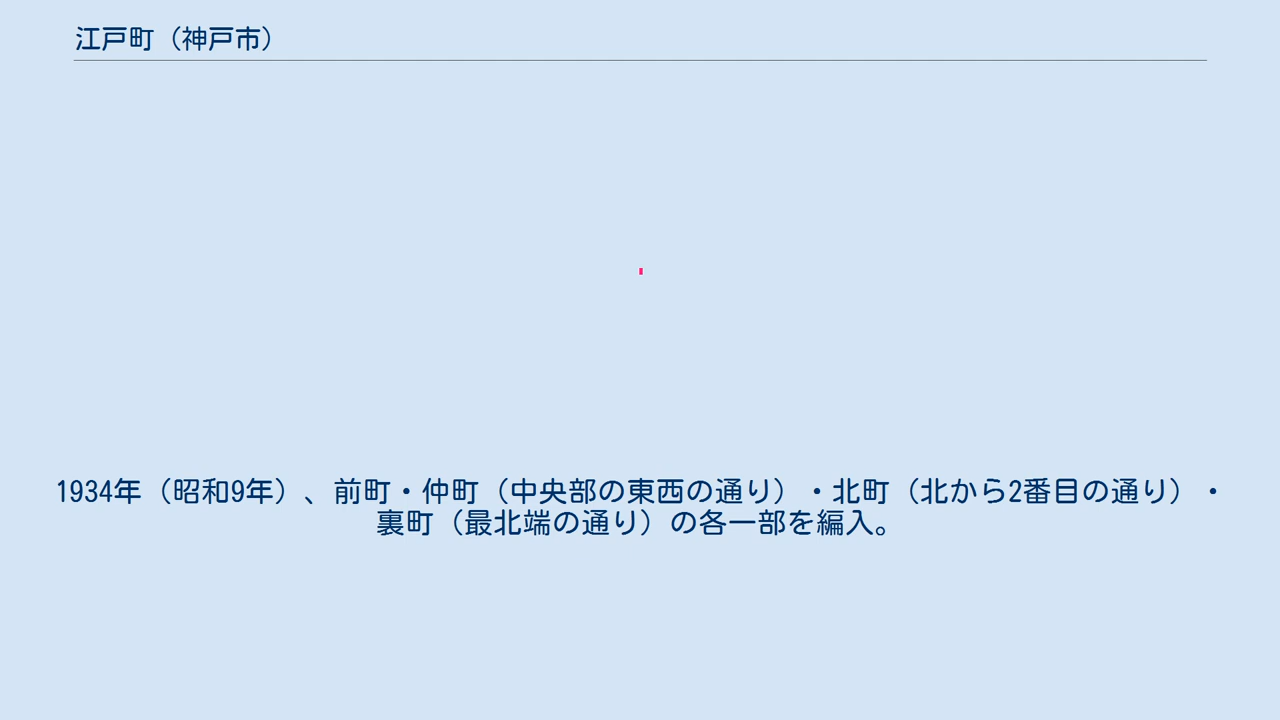 江戸町（神戸市）
1934年（昭和9年）、前町・仲町（中央部の東西の通り）・北町（北から2番目の通り）・
裏町（最北端の通り）の各一部を編入。